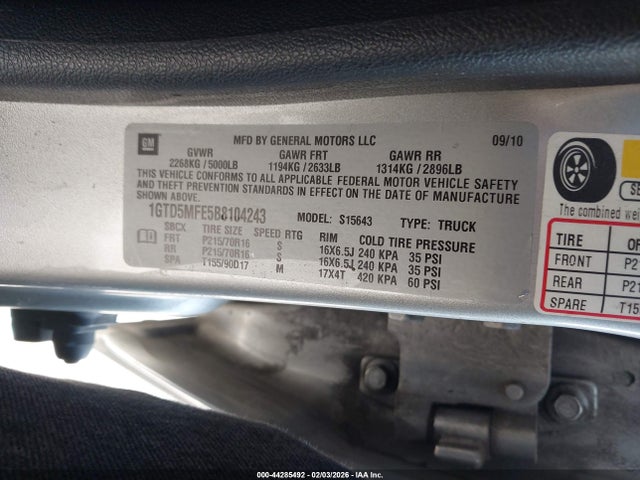 GM
MFD BY GENERAL MOTORS LLC 09/10
GVWR GAWR FRT GAWR RR
2268KG / 5000LB 1194KG / 2633LB 1314KG / 2896LB
THIS VEHICLE CONFORMS TO ALL APPLICABLE FEDERAL MOTOR VEHICLE SAFETY
AND THEFT PREVENTION STANDARDS IN EFFECT ON THE DATE OF MANUFACTURE
SHOWN ABOVE.
1GTD5MFE5B8104243 MODEL: S15643 TYPE: TRUCK
SBCX TIRE SIZE SPEED RTG RIM COLD TIRE PRESSURE
FRT P215/70R16 S 16X6.5J 240 KPA 35 PSI
RR P215/70R16 S 16X6.5J 240 KPA 35 PSI
SPA T155/90D17 M 17X4T 420 KPA 60 PSI
The combined wei
TIRE OR
FRONT P21
REAR P21
SPARE T15
000-44285492 - 02/03/2026 - IAA Inc.